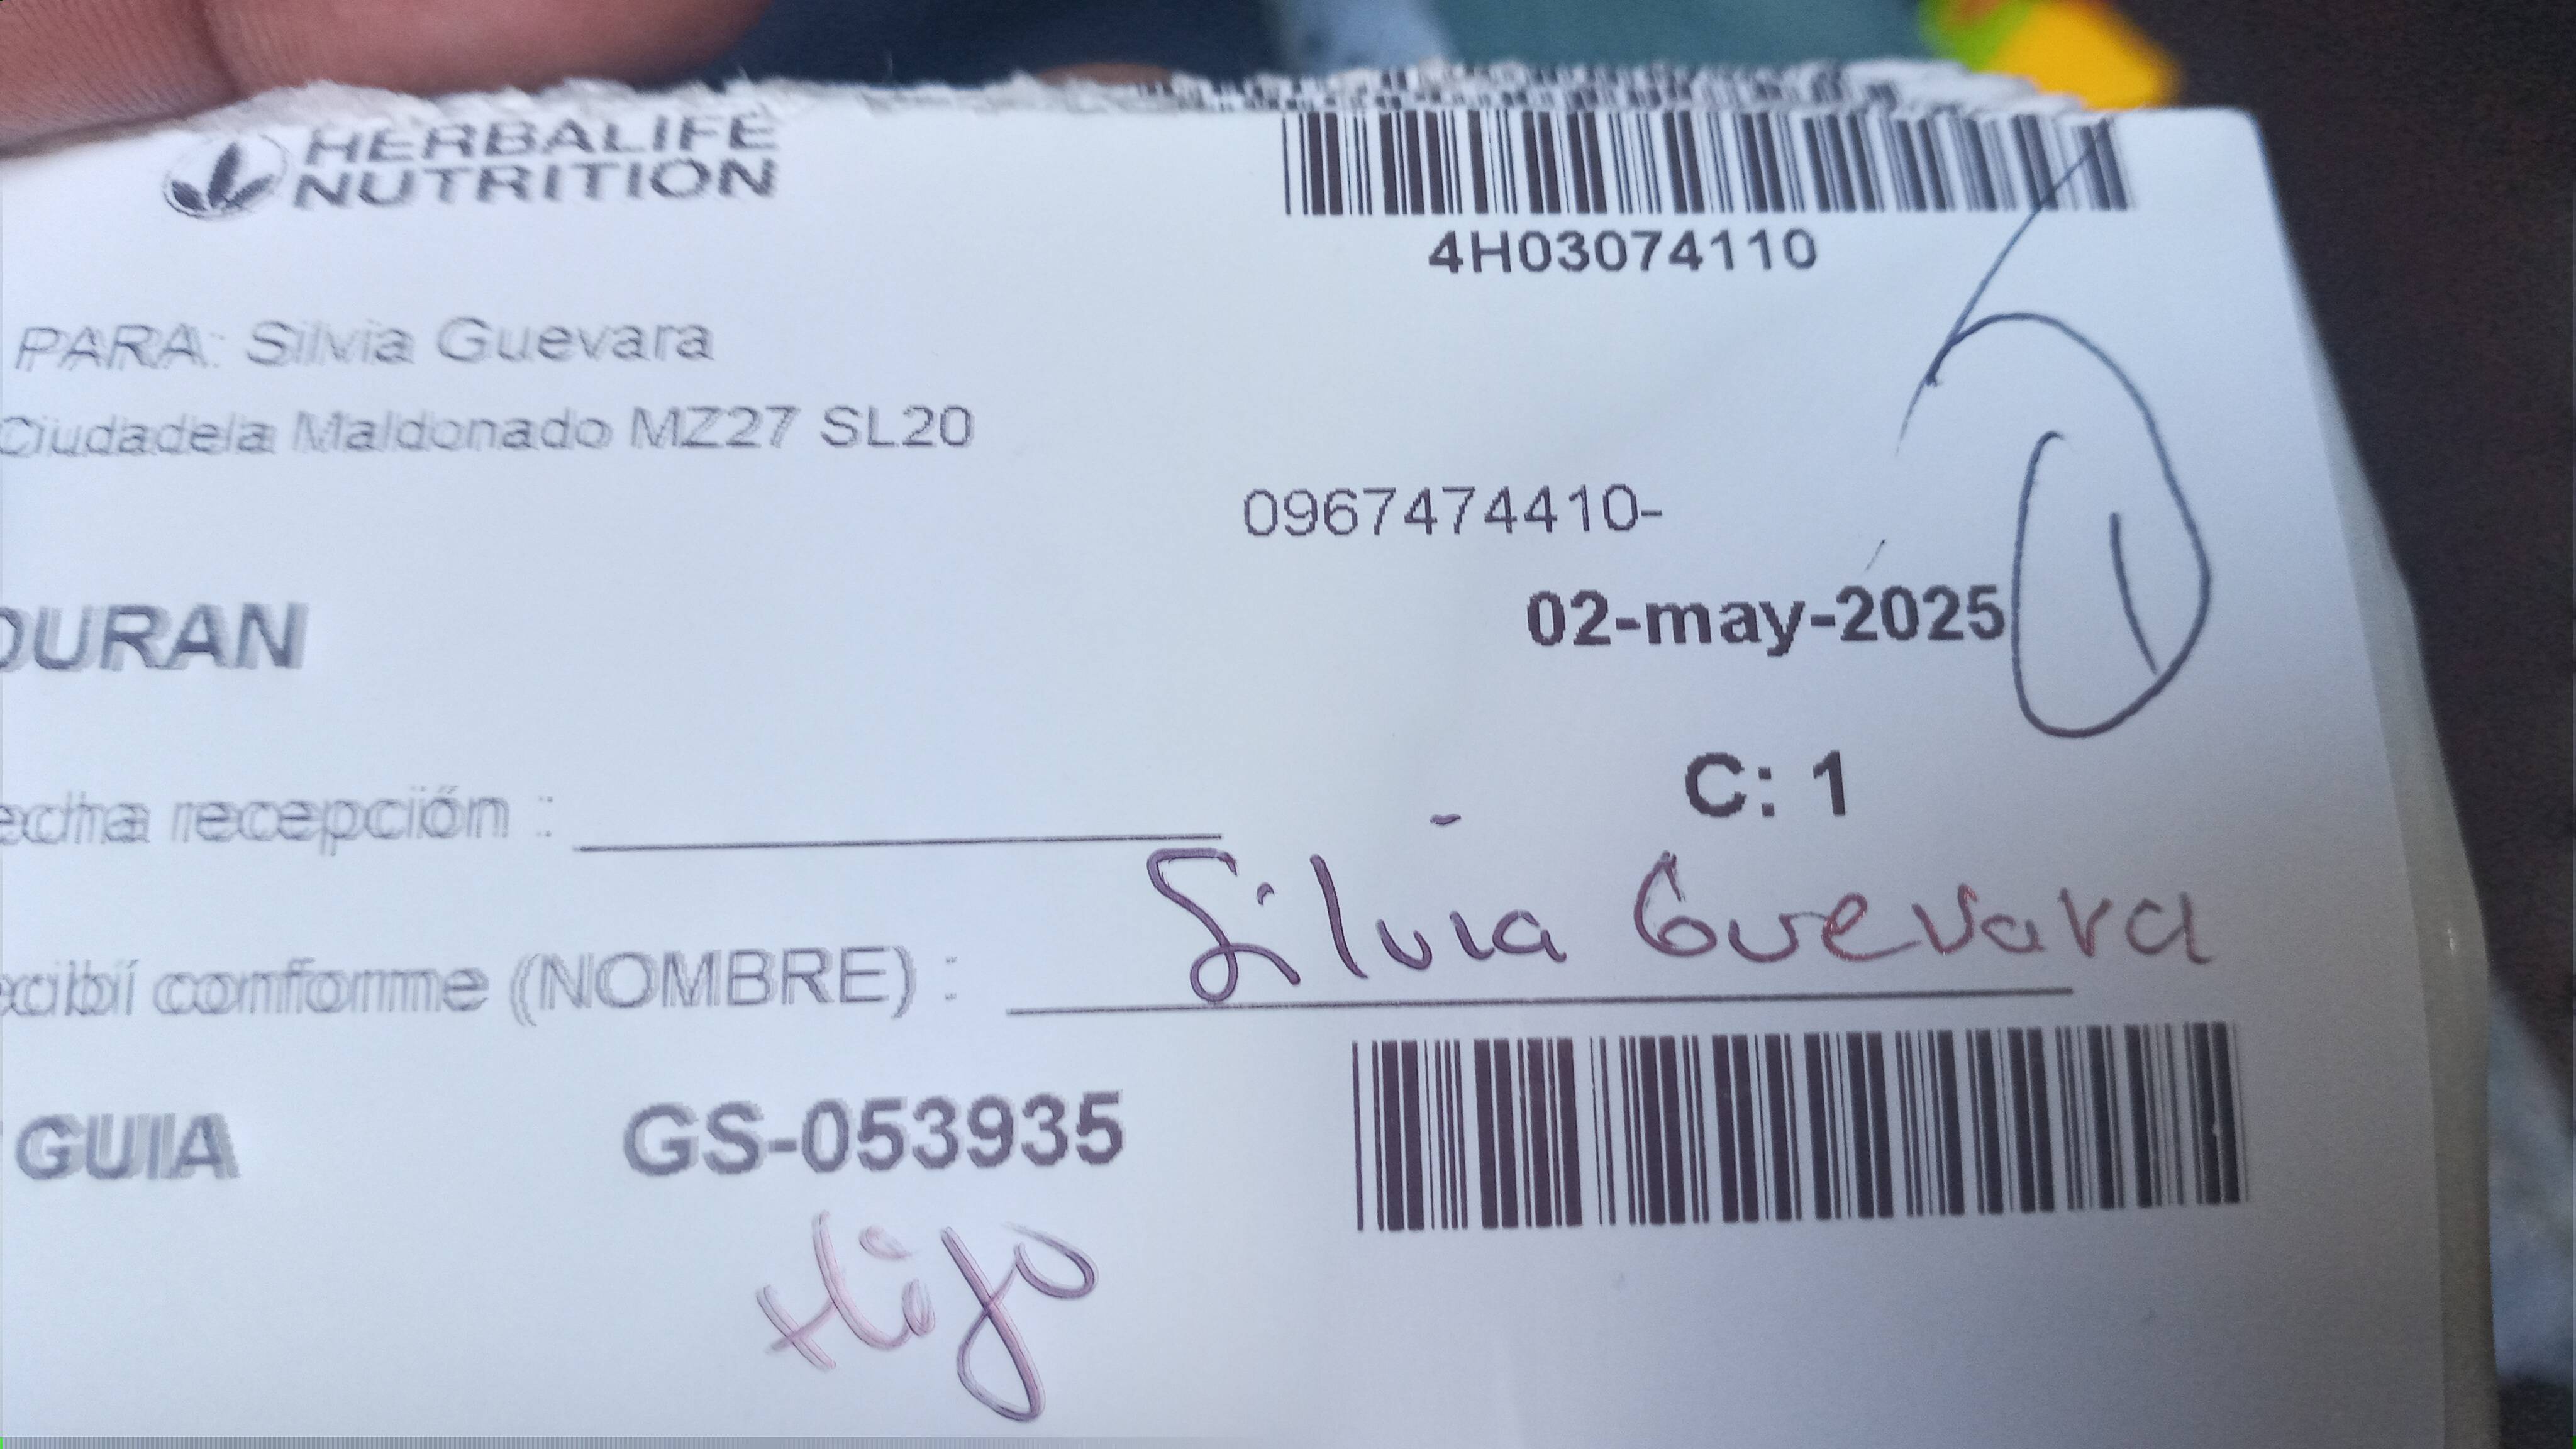 HERBALIFE
NUTRITION
4H03074110
PARA: Silvia Guevara
Ciudadela Maldonado MZ27 SL20
0967474410-
DURAN
02-may-2025
1
C: 1
echa recepción :
ecibí conforme (NOMBRE) : Silvia Guevara
GUIA GS-053935
Hijo